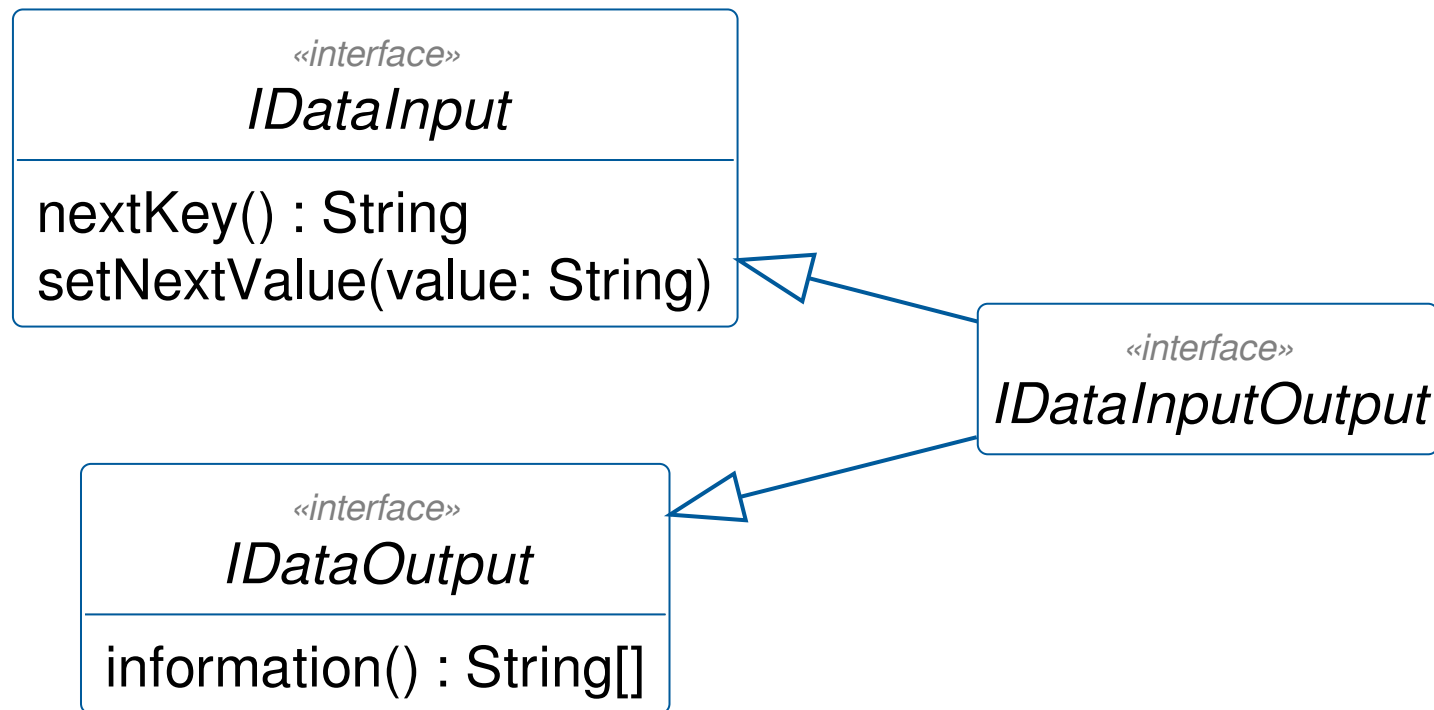 «interface»
IDataInput
nextKey() : String
setNextValue(value: String)
«interface»
IDataInputOutput
«interface»
IDataOutput
information() : String[]